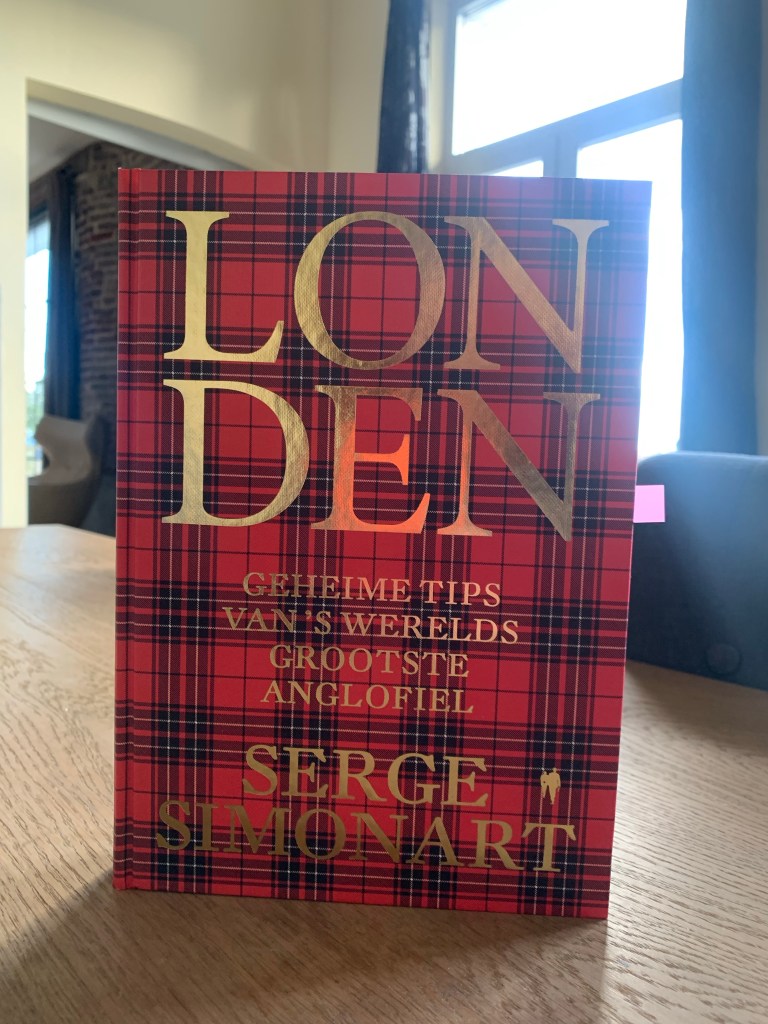 LON
DEN
GEHEIME TIPS
VAN 'S WERELDS
GROOTSTE
ANGLOFIEL
SERGE
SIMONART